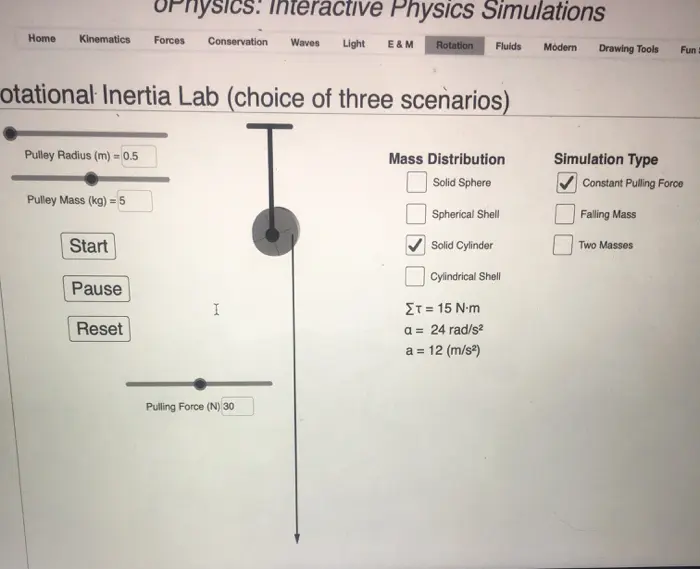 oPhysics: Interactive Physics Simulations
Home Kinematics Forces Conservation Waves Light E & M Rotation Fluids Modern Drawing Tools Fun
otational Inertia Lab (choice of three scenarios)
Pulley Radius (m) = 0.5
Pulley Mass (kg) = 5
Start
Pause
Reset
Pulling Force (N) 30
Mass Distribution
Solid Sphere
Spherical Shell
Solid Cylinder
Cylindrical Shell
Στ = 15 N·m
α = 24 rad/s²
a = 12 (m/s²)
Simulation Type
Constant Pulling Force
Falling Mass
Two Masses